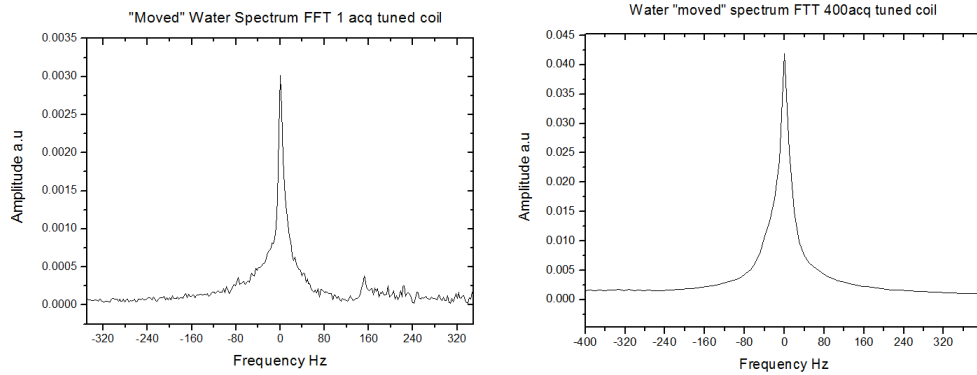 "Moved" Water Spectrum FFT 1 acq tuned coil
0.0035
0.0030
0.0025
0.0020
0.0015
0.0010
0.0005
0.0000
Amplitude a.u
-320 -240 -160 -80 0 80 160 240 320
Frequency Hz
Water "moved" spectrum FTT 400acq tuned coil
0.045
0.040
0.035
0.030
0.025
0.020
0.015
0.010
0.005
0.000
Amplitude a.u
-400 -320 -240 -160 -80 0 80 160 240 320
Frequency Hz